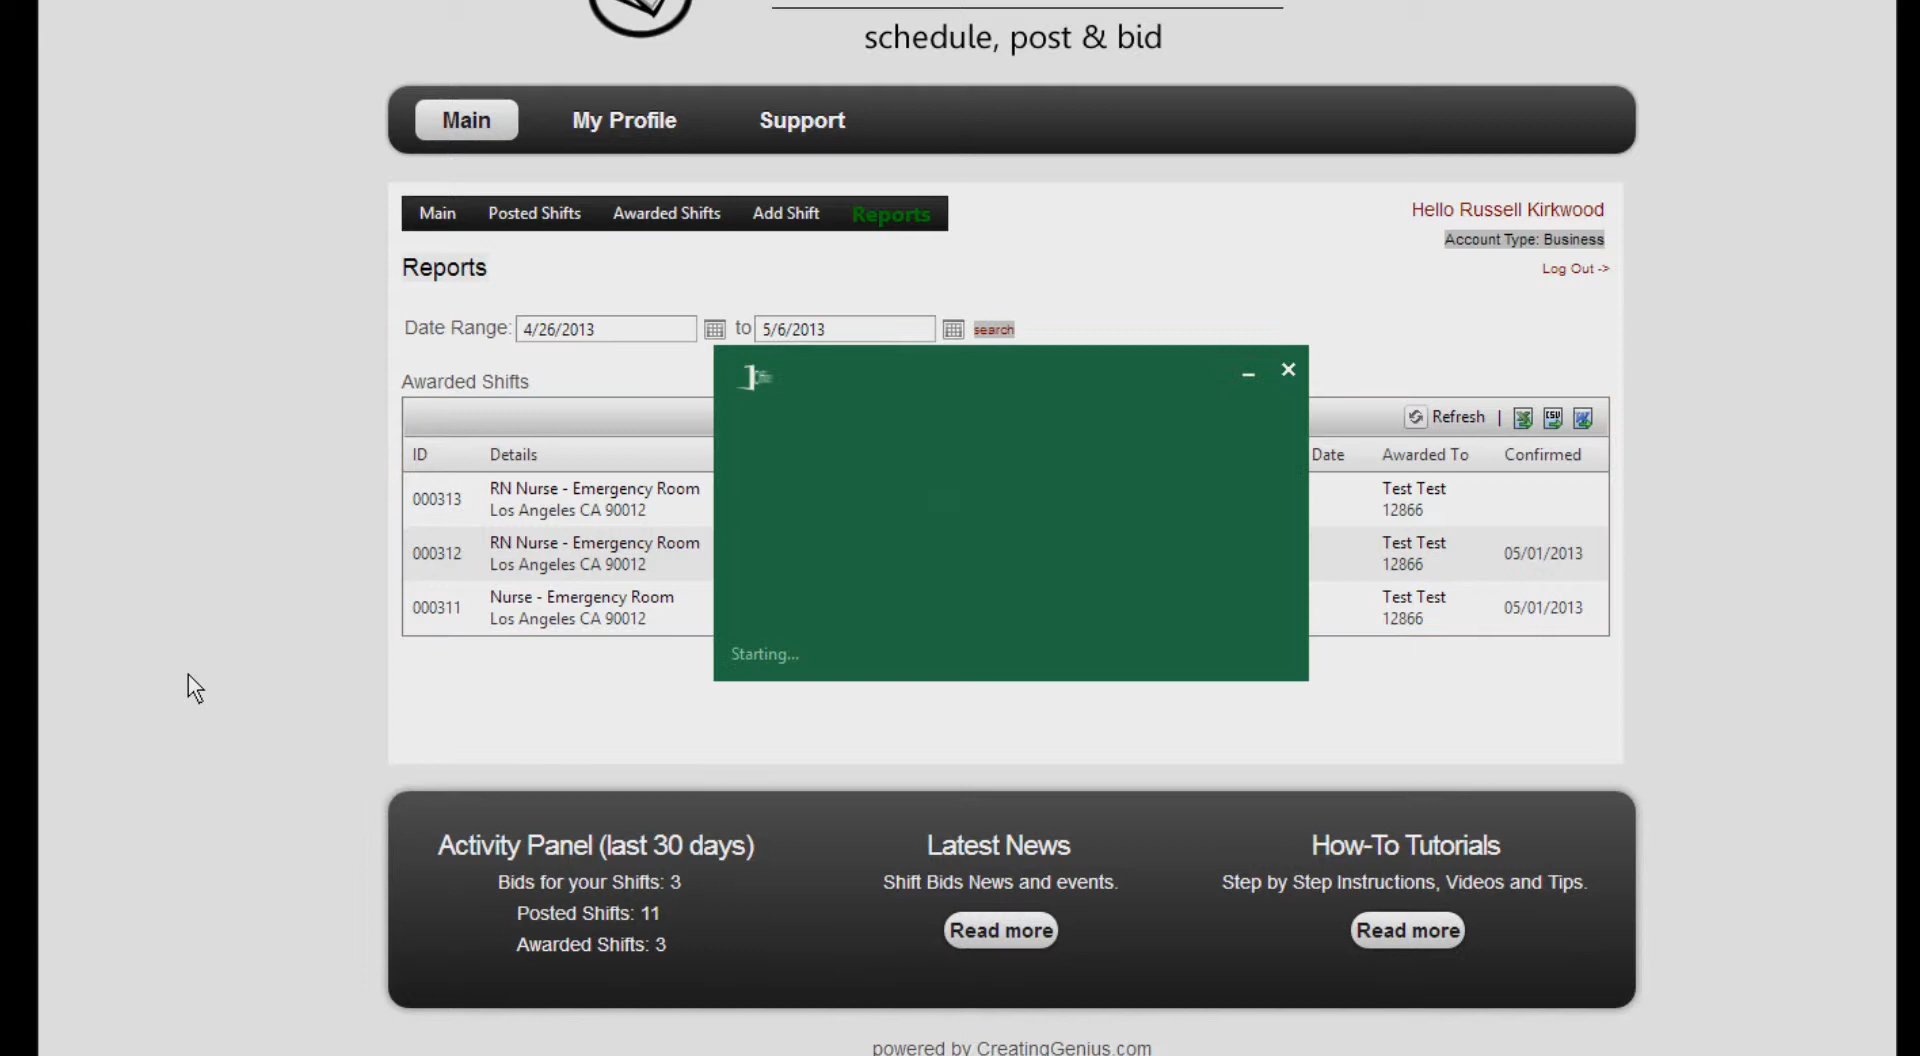 schedule, post & bid
Main My Profile Support
Main Posted Shifts Awarded Shifts Add Shift Reports
Hello Russell Kirkwood
Account Type: Business
Log Out ->
Reports
Date Range: 4/26/2013 to 5/6/2013 search
Awarded Shifts
Refresh |
CSV
ID Details Date Awarded To Confirmed
000313 RN Nurse - Emergency Room Test Test
Los Angeles CA 90012 12866
000312 RN Nurse - Emergency Room Test Test 05/01/2013
Los Angeles CA 90012 12866
000311 Nurse - Emergency Room Test Test 05/01/2013
Los Angeles CA 90012 12866
Starting...
Activity Panel (last 30 days)
Bids for your Shifts: 3
Posted Shifts: 11
Awarded Shifts: 3
Latest News
Shift Bids News and events.
Read more
How-To Tutorials
Step by Step Instructions, Videos and Tips.
Read more
powered by CreatingGenius.com